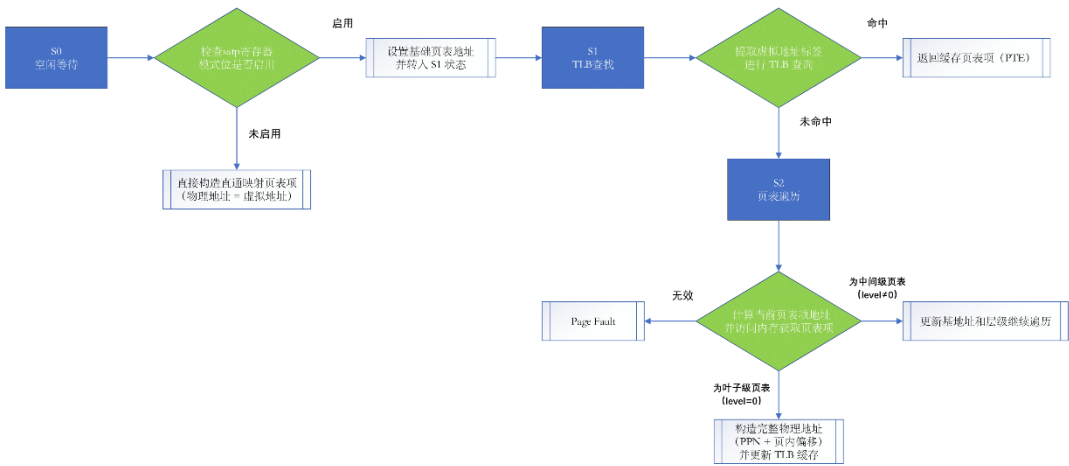 S0
空闲等待
检查satp寄存器
模式位是否启用
启用
设置基础页表地址
并转入 S1 状态
S1
TLB查找
提取虚拟地址标签
进行 TLB 查询
命中
返回缓存页表项（PTE）
未启用
直接构造直通映射页表项
（物理地址 = 虚拟地址）
未命中
S2
页表遍历
无效
Page Fault
计算当前页表项地址
并访问内存获取页表项
为中间级页表
（level≠0）
更新基地址和层级继续遍历
为叶子级页表
（level=0）
构造完整物理地址
（PPN + 页内偏移）
并更新 TLB 缓存